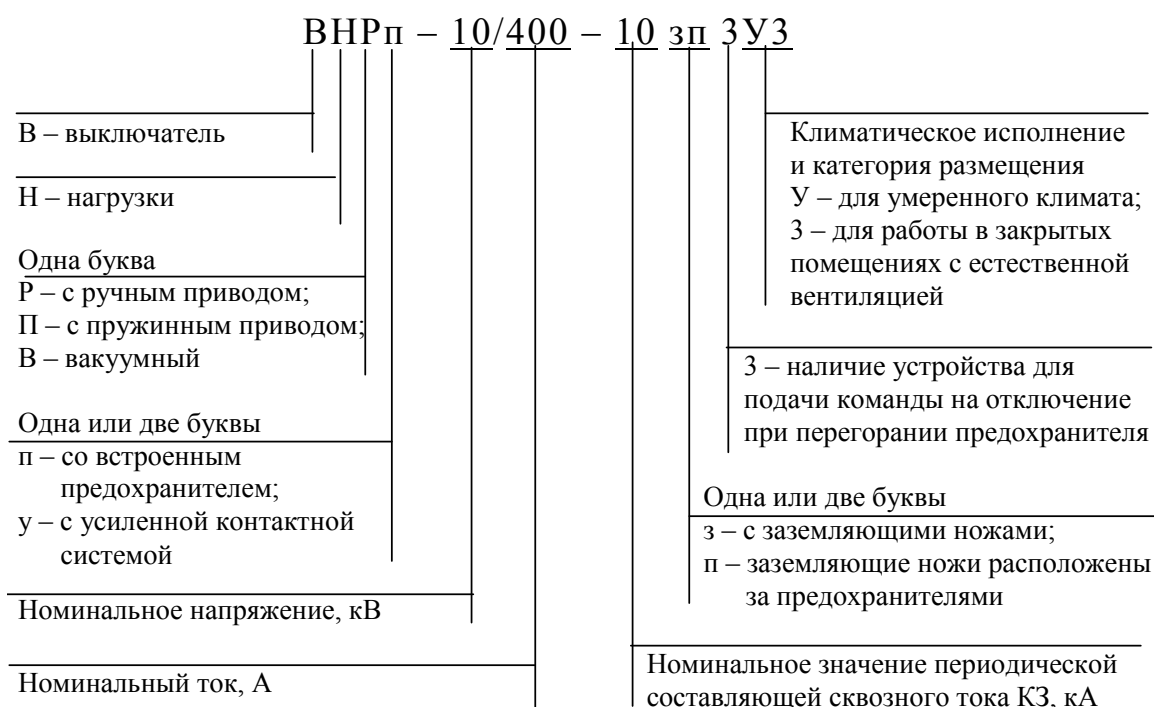 ВНРп – 10/400 – 10 зп 3У3
В – выключатель
Н – нагрузки
Одна буква
Р – с ручным приводом;
П – с пружинным приводом;
В – вакуумный
Одна или две буквы
п – со встроенным
предохранителем;
у – с усиленной контактной
системой
Номинальное напряжение, кВ
Номинальный ток, А
Климатическое исполнение
и категория размещения
У – для умеренного климата;
3 – для работы в закрытых
помещениях с естественной
вентиляцией
3 – наличие устройства для
подачи команды на отключение
при перегорании предохранителя
Одна или две буквы
з – с заземляющими ножами;
п – заземляющие ножи расположены
за предохранителями
Номинальное значение периодической
составляющей сквозного тока КЗ, кА